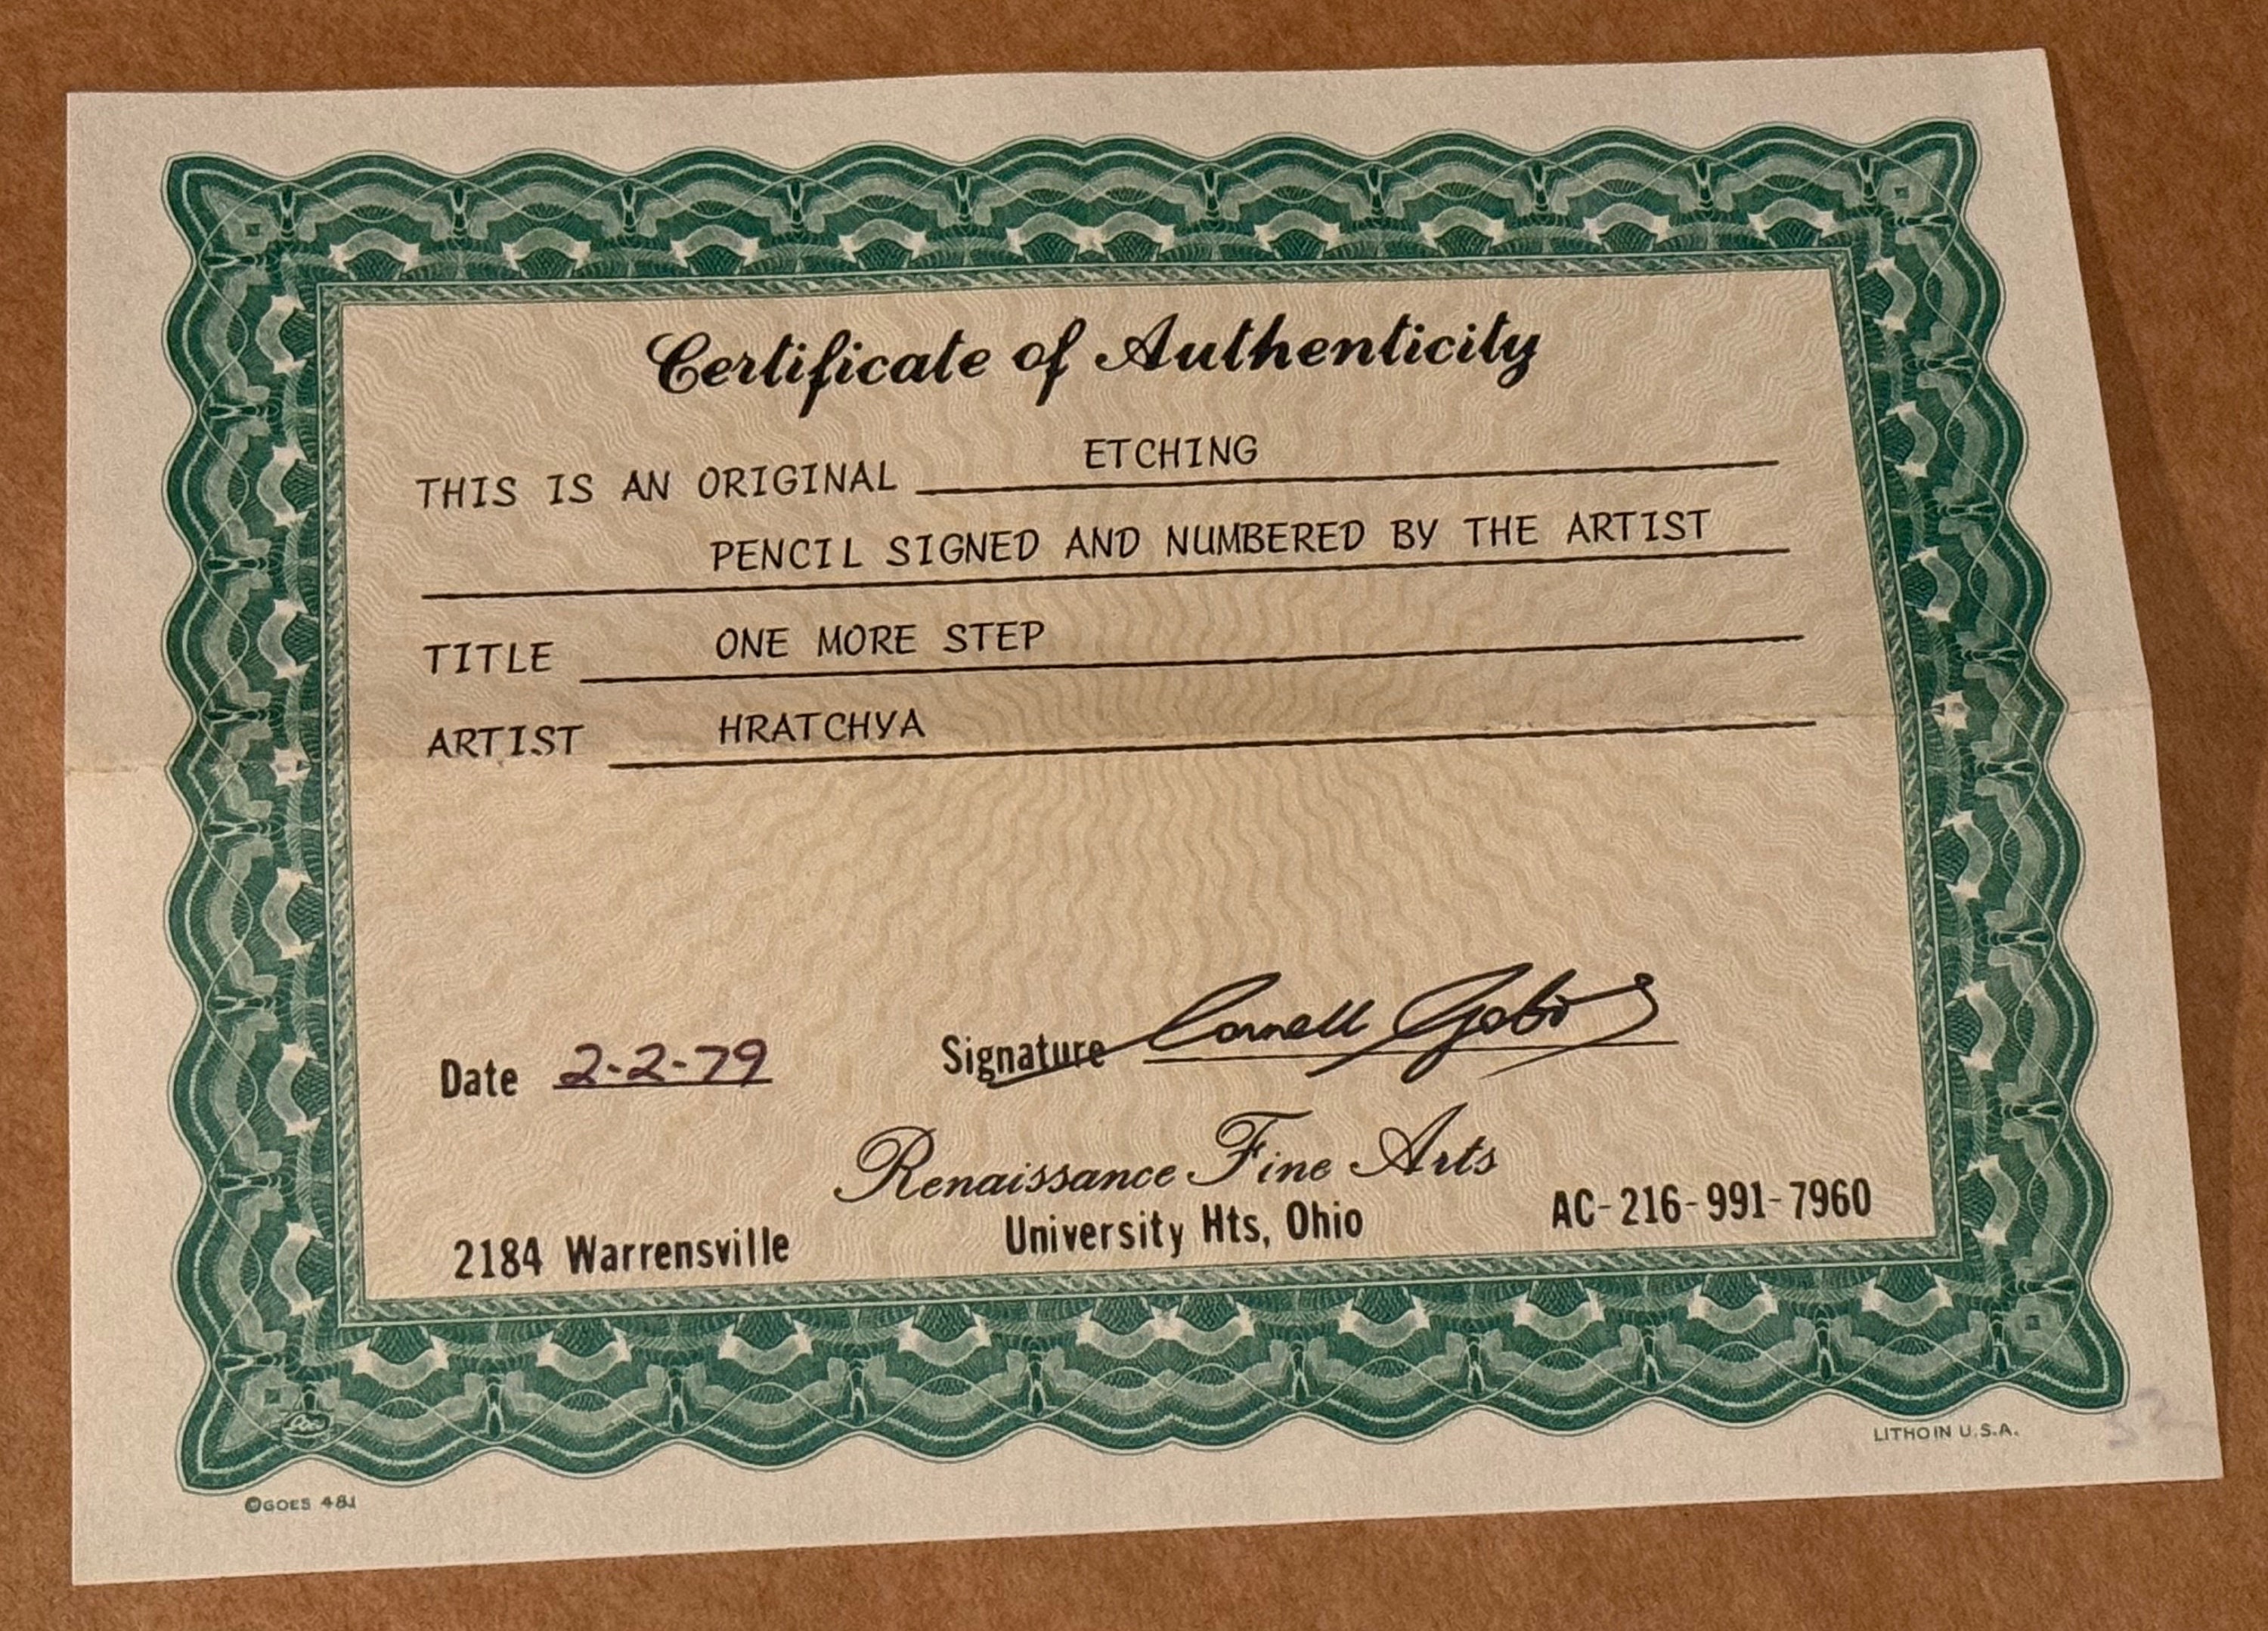 Certificate of Authenticity
THIS IS AN ORIGINAL ETCHING
PENCIL SIGNED AND NUMBERED BY THE ARTIST
TITLE ONE MORE STEP
ARTIST HRATCHYA
Date 2-2-79 Signature Cornell
Renaissance Fine Arts
2184 Warrensville University Hts, Ohio AC-216-991-7960
©GOES 481
LITHO IN U.S.A.